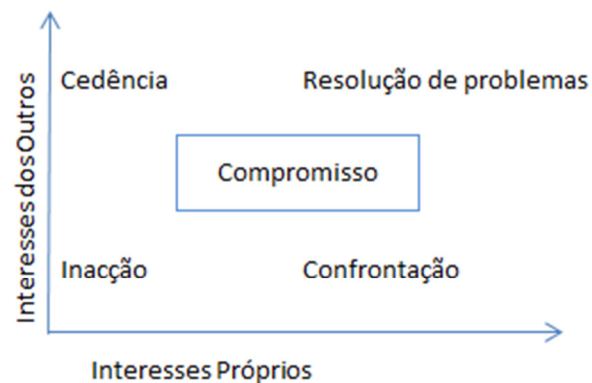 Interesses dos Outros
Cedência
Resolução de problemas
Compromisso
Inacção
Confrontação
Interesses Próprios